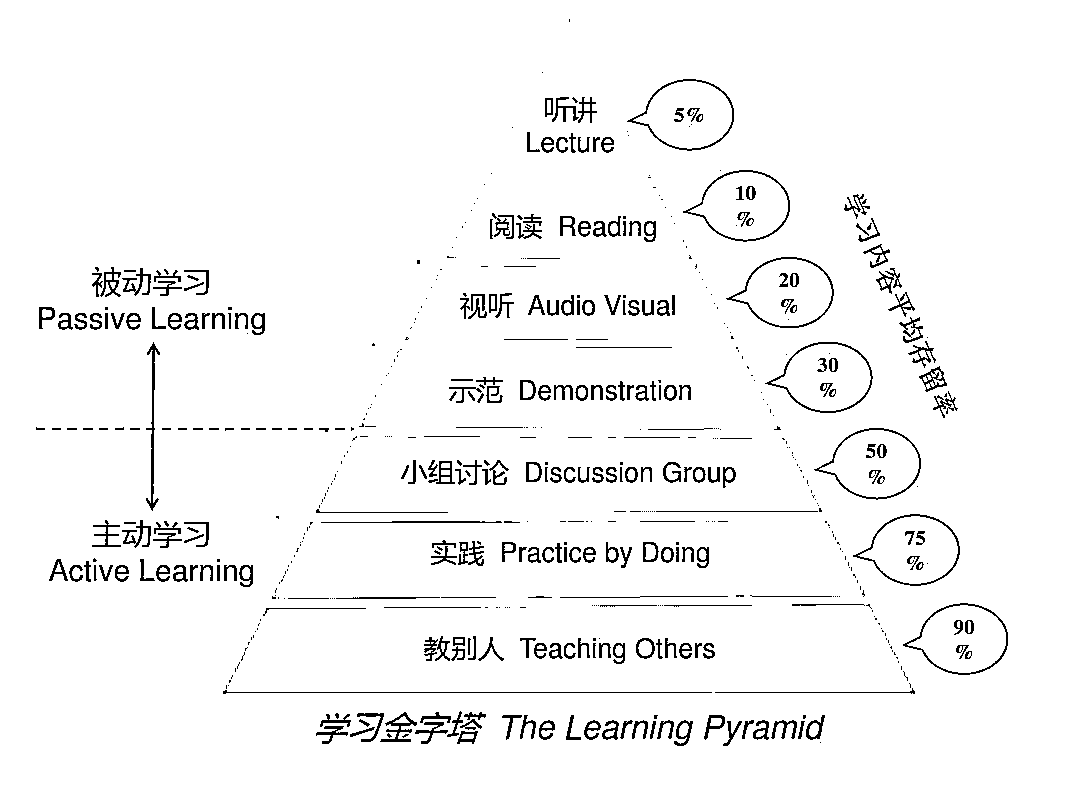 听讲
Lecture
5%
阅读 Reading
10
%
视听 Audio Visual
20
%
示范 Demonstration
30
%
学习内容平均存留率
被动学习
Passive Learning
小组讨论 Discussion Group
50
%
主动学习
Active Learning
实践 Practice by Doing
75
%
教别人 Teaching Others
90
%
学习金字塔 The Learning Pyramid